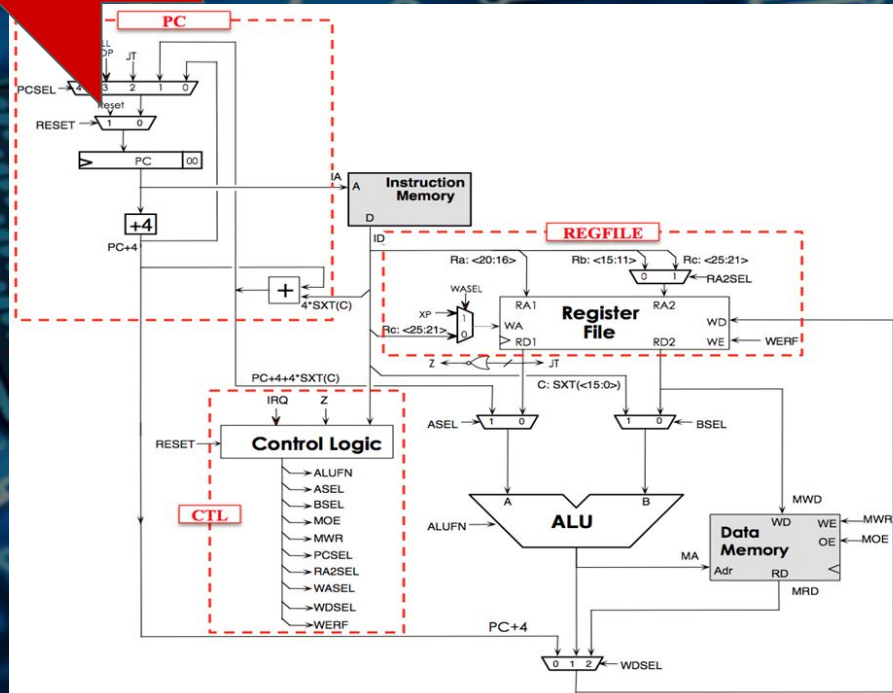 PC
JT
PCSEL
3 2 1 0
Reset
RESET
1 0
PC 00
IA
A
Instruction
Memory
D
+4
PC+4
ID
REGFILE
Ra: <20:16>
Rb: <15:11>
Rc: <25:21>
0 1
RA2SEL
+
4*SXT(C)
WASEL
XP
1
0
Rc: <25:21>
RA1
RA2
WA
Register
File
WD
WE
WERF
RD1
RD2
Z
JT
PC+4+4*SXT(C)
C: SXT(<15:0>)
IRQ
Z
ASEL
1 0
1 0
BSEL
RESET
Control Logic
ALUFN
ASEL
BSEL
MOE
MWR
PCSEL
RA2SEL
WASEL
WDSEL
WERF
CTL
A
B
ALU
ALUFN
MWD
WD
WE
MWR
OE
MOE
Data
Memory
MA
Adr
RD
MRD
PC+4
0 1 2
WDSEL